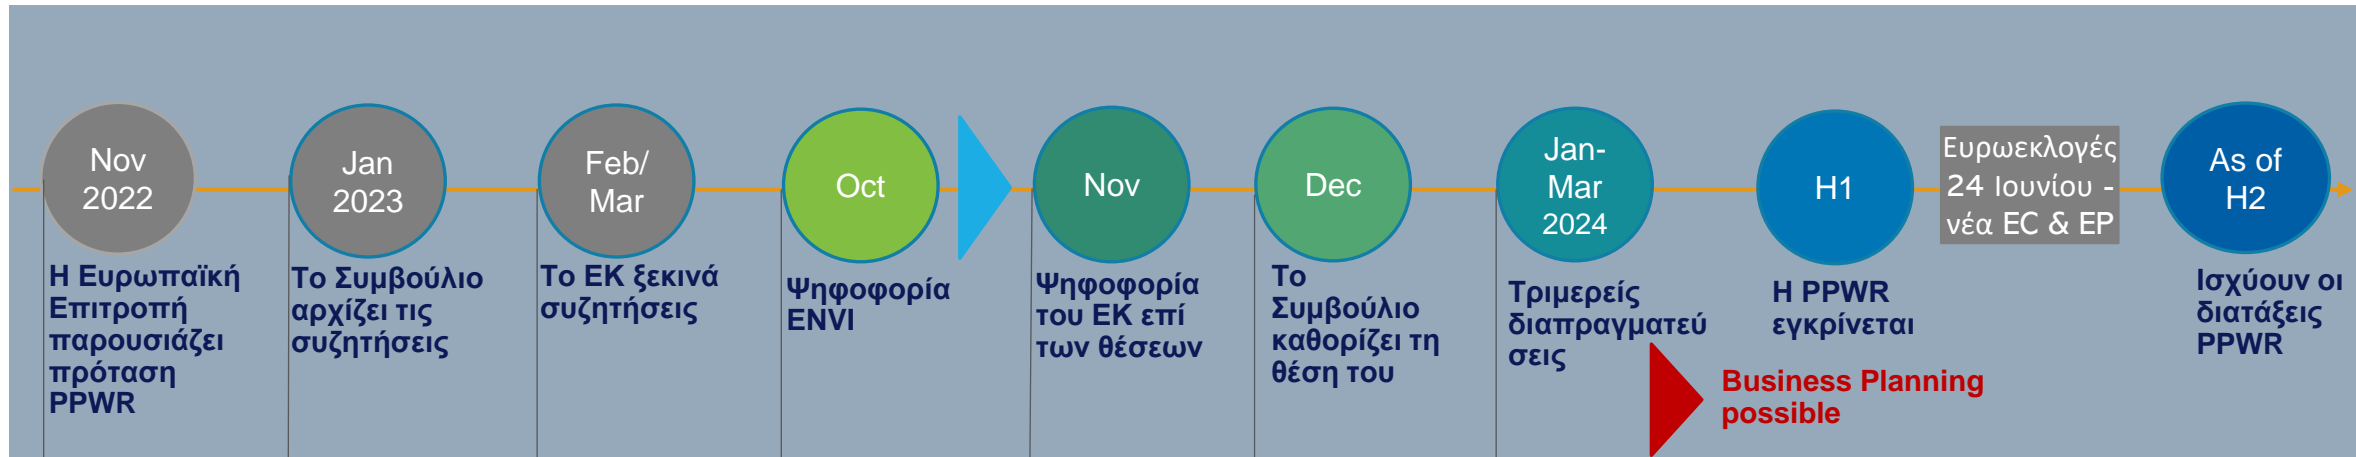 Nov
2022
Jan
2023
Feb/
Mar
Oct
Nov
Dec
Jan-
Mar
2024
H1
Ευρωεκλογές
24 Ιουνίου -
νέα EC & EP
As of
H2
Η Ευρωπαϊκή
Επιτροπή
παρουσιάζει
πρόταση
PPWR
Το Συμβούλιο
αρχίζει τις
συζητήσεις
Το ΕΚ ξεκινά
συζητήσεις
Ψηφοφορία
ENVI
Ψηφοφορία
του ΕΚ επί
των θέσεων
Το
Συμβούλιο
καθορίζει τη
θέση του
Τριμερείς
διαπραγματεύ
σεις
Η PPWR
εγκρίνεται
Ισχύουν οι
διατάξεις
PPWR
Business Planning
possible